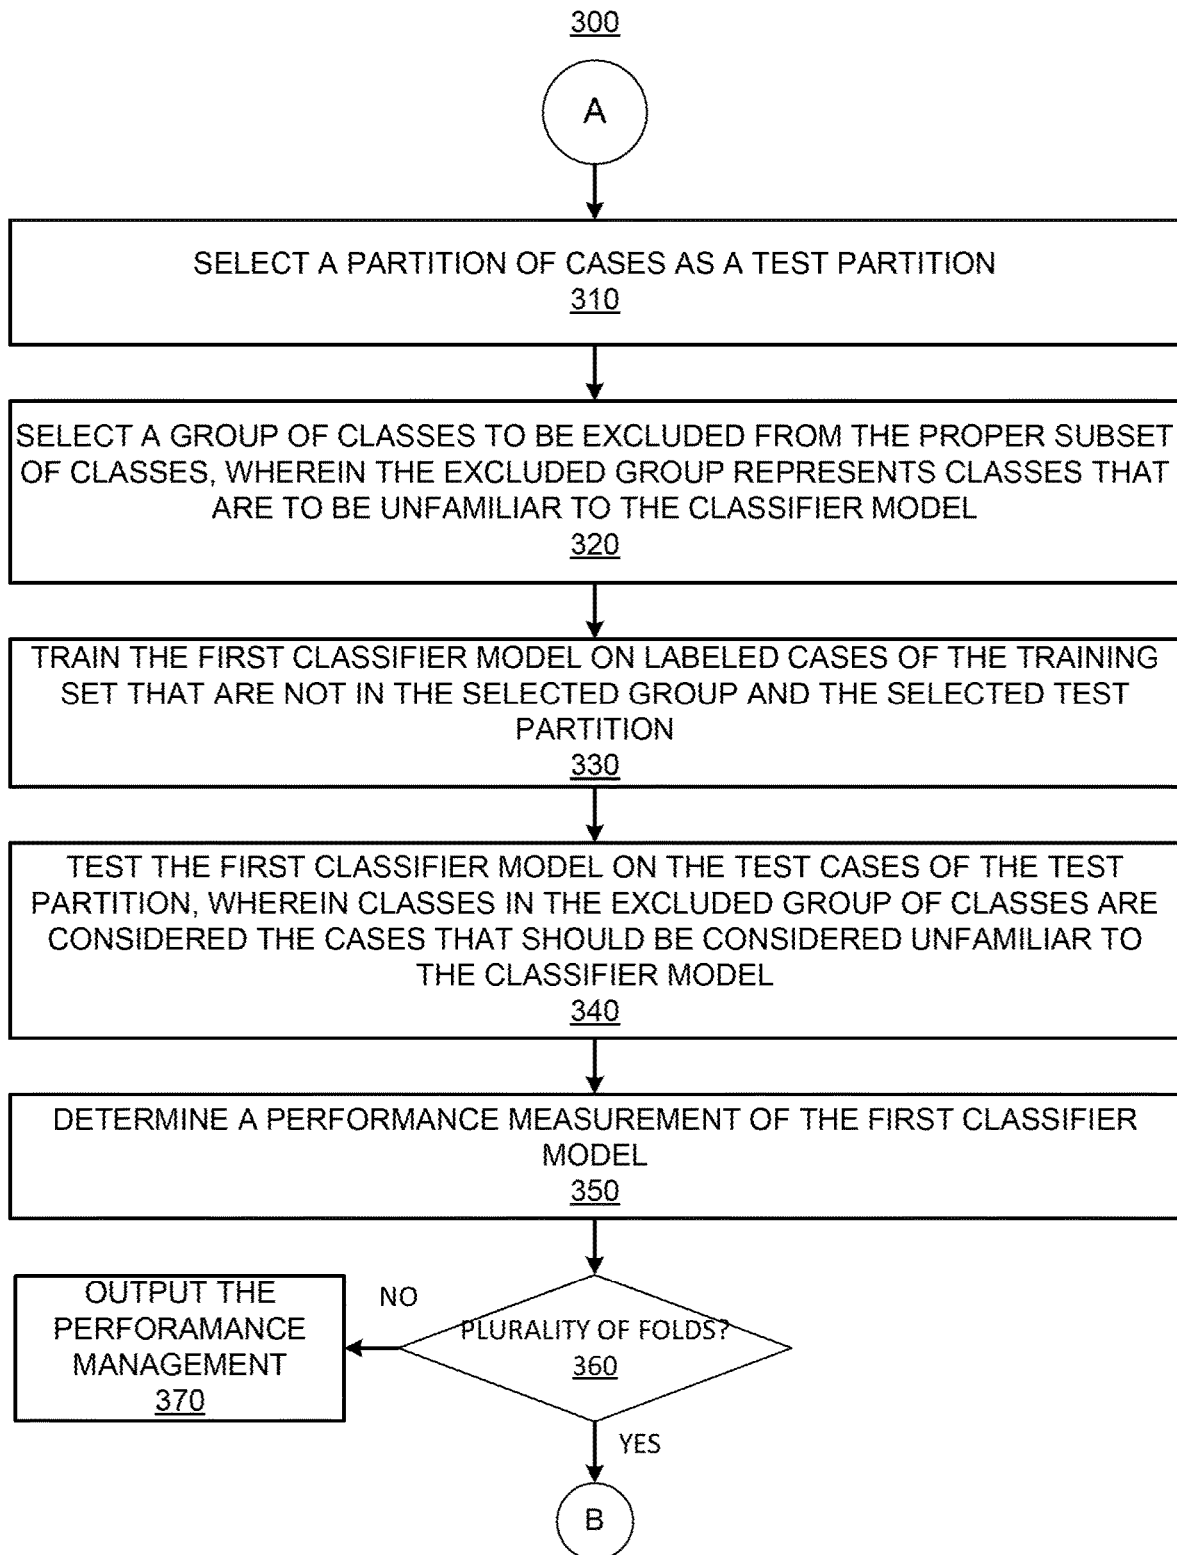 300
A
SELECT A PARTITION OF CASES AS A TEST PARTITION
310
SELECT A GROUP OF CLASSES TO BE EXCLUDED FROM THE PROPER SUBSET
OF CLASSES, WHEREIN THE EXCLUDED GROUP REPRESENTS CLASSES THAT
ARE TO BE UNFAMILIAR TO THE CLASSIFIER MODEL
320
TRAIN THE FIRST CLASSIFIER MODEL ON LABELED CASES OF THE TRAINING
SET THAT ARE NOT IN THE SELECTED GROUP AND THE SELECTED TEST
PARTITION
330
TEST THE FIRST CLASSIFIER MODEL ON THE TEST CASES OF THE TEST
PARTITION, WHEREIN CLASSES IN THE EXCLUDED GROUP OF CLASSES ARE
CONSIDERED THE CASES THAT SHOULD BE CONSIDERED UNFAMILIAR TO
THE CLASSIFIER MODEL
340
DETERMINE A PERFORMANCE MEASUREMENT OF THE FIRST CLASSIFIER
MODEL
350
PLURALITY OF FOLDS?
360
NO
OUTPUT THE
PERFORAMANCE
MANAGEMENT
370
YES
B